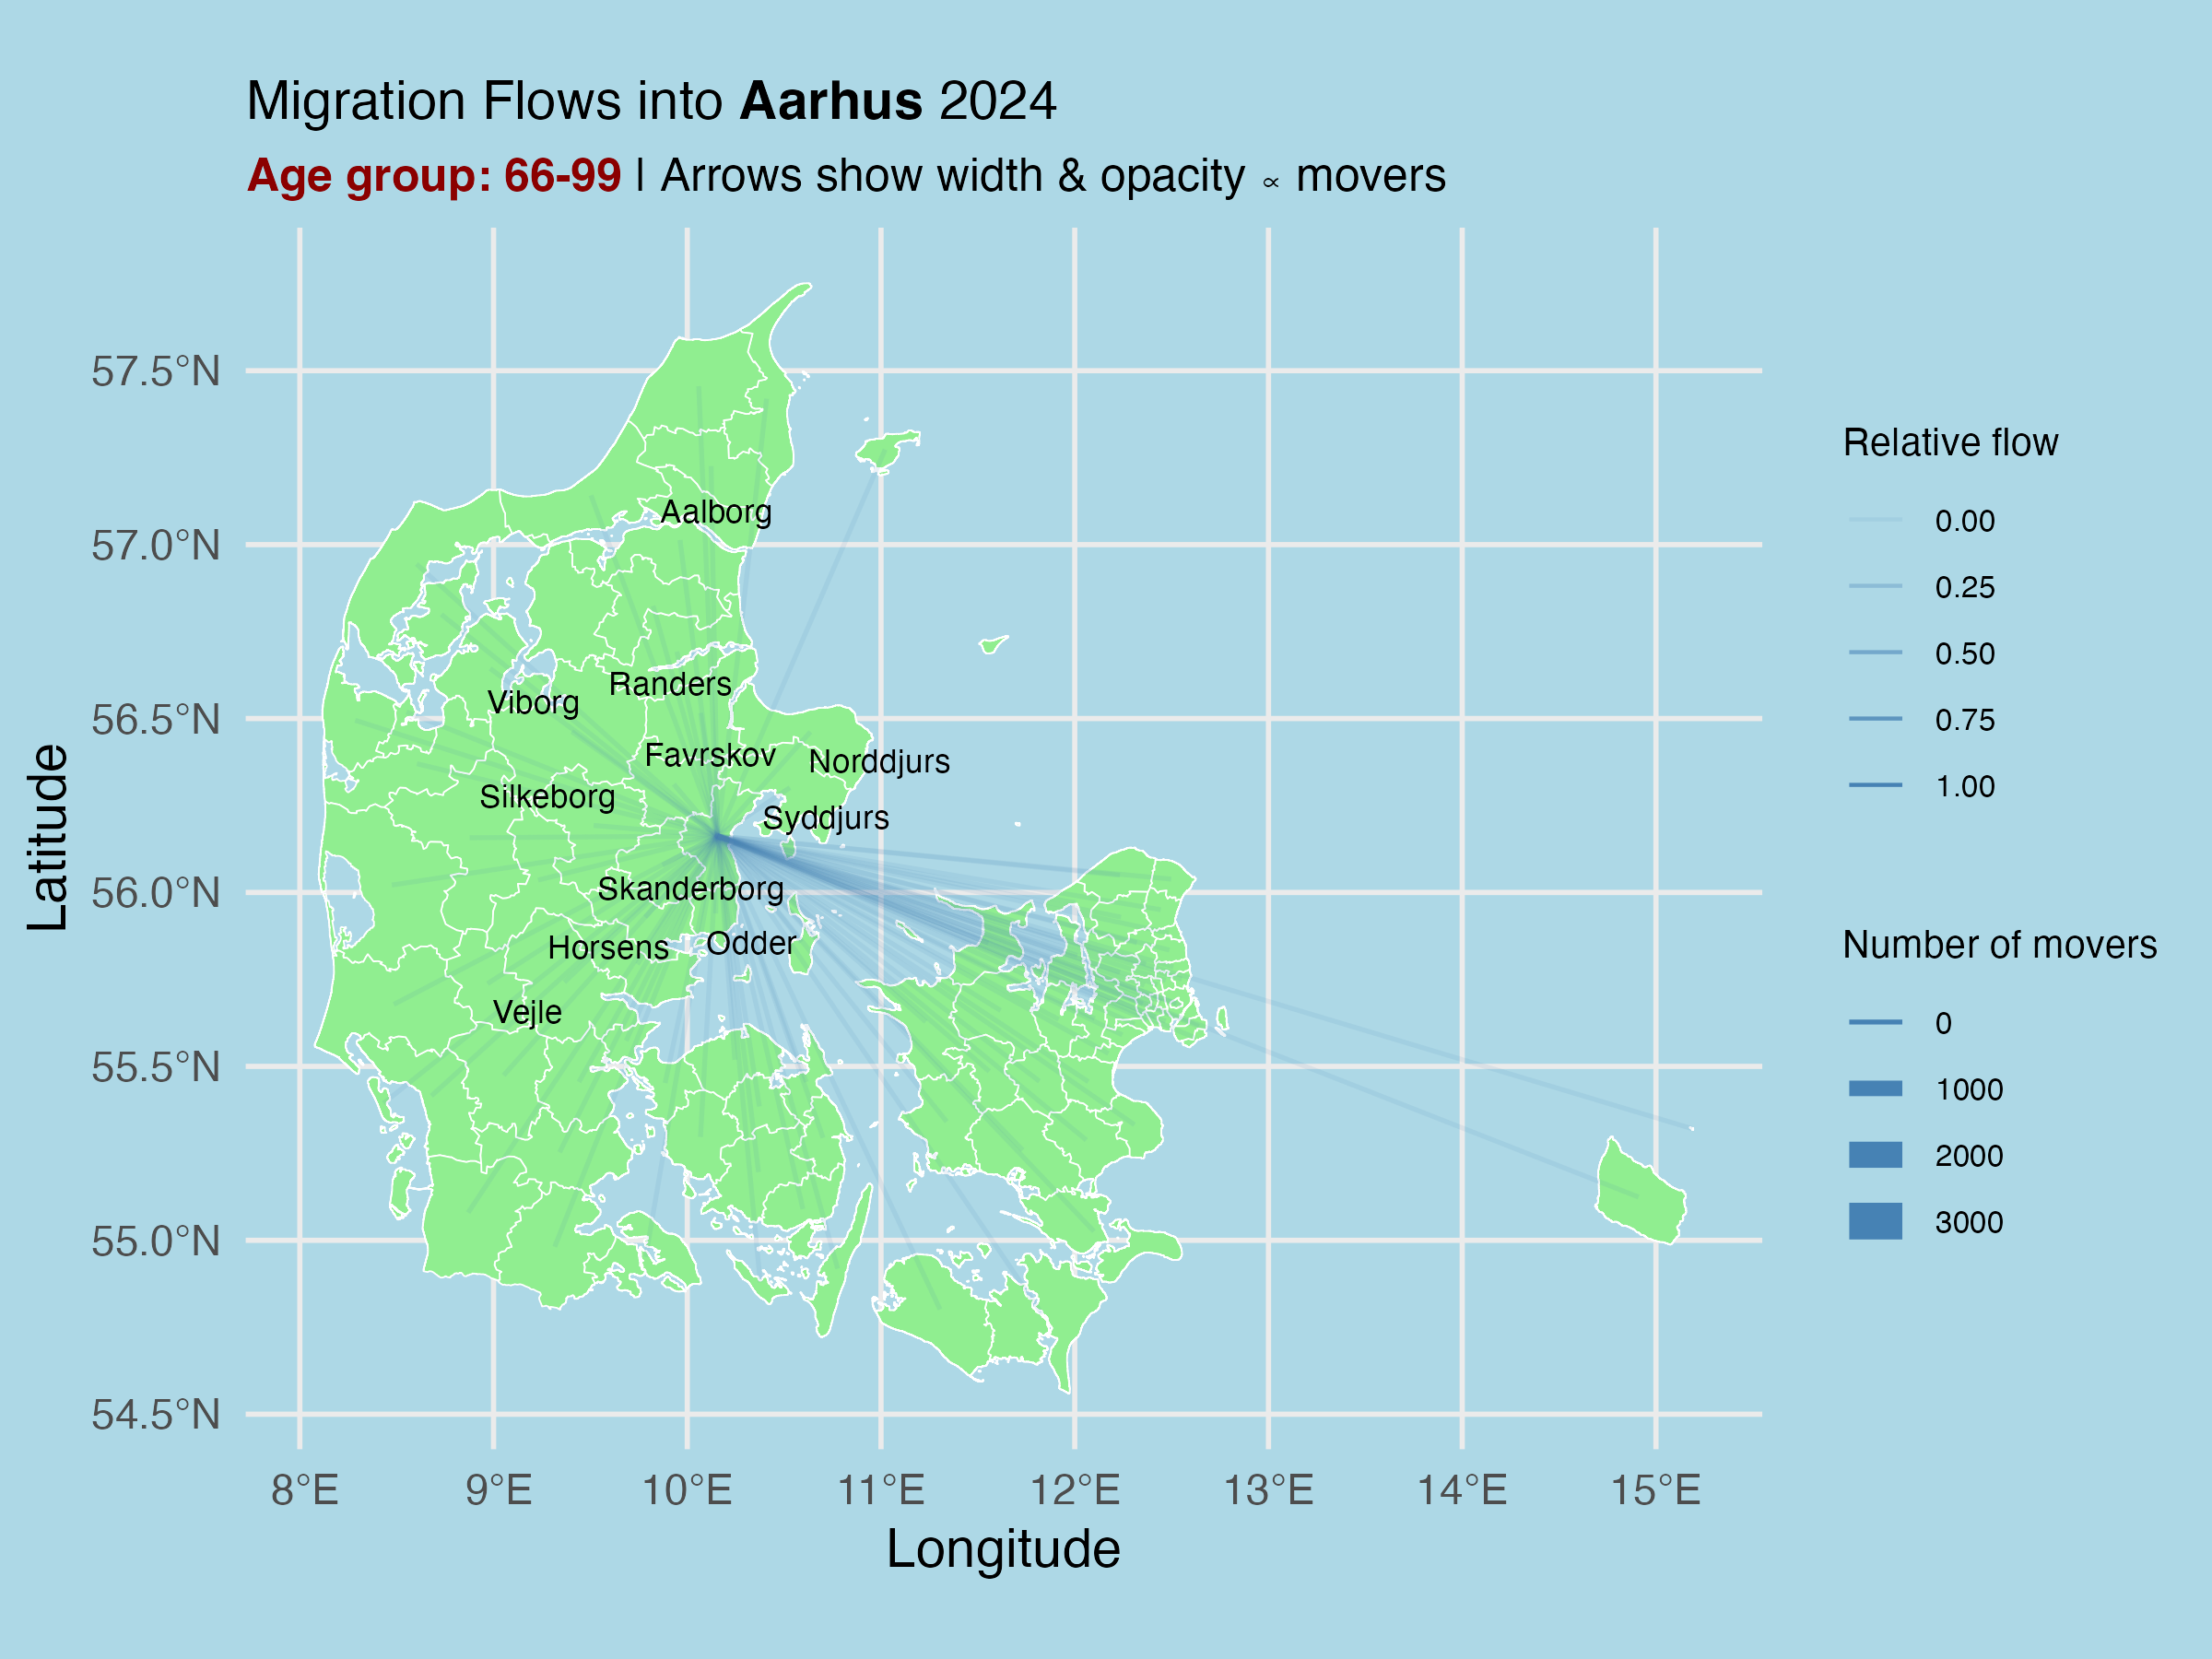 Migration Flows into Aarhus 2024
Age group: 66-99 | Arrows show width & opacity ∝ movers
57.5°N
57.0°N
56.5°N
56.0°N
55.5°N
55.0°N
54.5°N
Latitude
Aalborg
Randers
Viborg
Favrskov
Norddjurs
Silkeborg
Syddjurs
Skanderborg
Horsens
Odder
Vejle
8°E
9°E
10°E
11°E
12°E
13°E
14°E
15°E
Longitude
Relative flow
0.00
0.25
0.50
0.75
1.00
Number of movers
0
1000
2000
3000